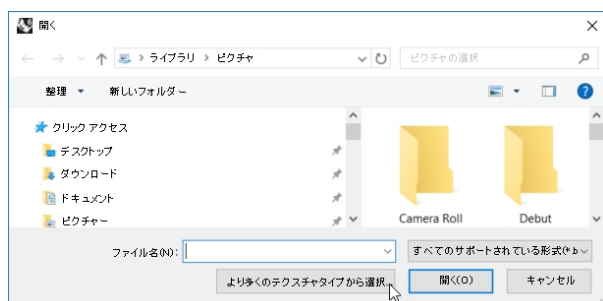 開く
ライブラリ > ピクチャ
ピクチャの選択
整理
新しいフォルダー
クリック アクセス
デスクトップ
ダウンロード
ドキュメント
ピクチャー
Camera Roll
Debut
ファイル名(N):
すべてのサポートされている形式(*b
より多くのテクスチャタイプから選択...
開く(O)
キャンセル